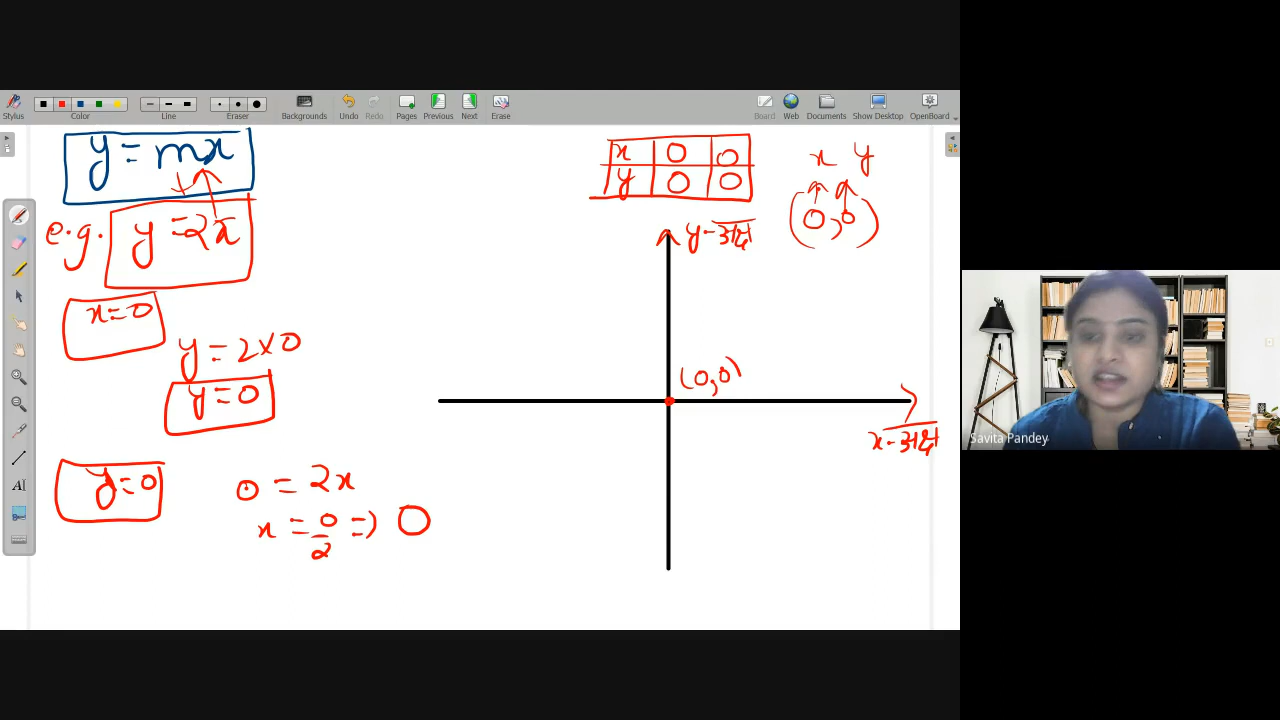 Stylus
Color
Line
Eraser
Backgrounds
Undo
Redo
Pages
Previous
Next
Erase
Board
Web
Documents
Show Desktop
OpenBoard
y = mx
e.g. y = 2x
x = 0
y = 2 x 0
y = 0
y = 0
0 = 2x
x = 0/2 => 0
x 0 0
y 0 0
x y
(0, 0)
y - अक्ष
(0,0)
x - अक्ष
Savita Pandey